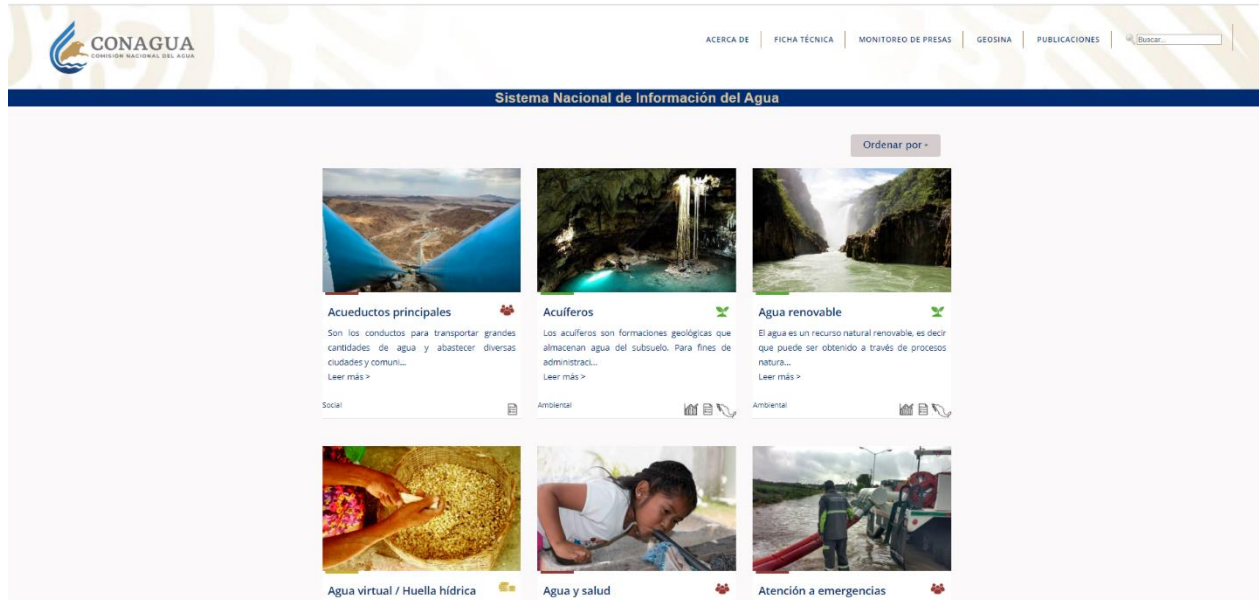 CONAGUA
COMISIÓN NACIONAL DEL AGUA
ACERCA DE
FICHA TÉCNICA
MONITOREO DE PRESAS
GEOSINA
PUBLICACIONES
Buscar...
Sistema Nacional de Información del Agua
Ordenar por
Acueductos principales
Son los conductos para transportar grandes
cantidades de agua y abastecer diversas
ciudades y comuni...
Leer más >
Social
Acuíferos
Los acuíferos son formaciones geológicas que
almacenan agua del subsuelo. Para fines de
administraci...
Leer más >
Ambiental
Agua renovable
El agua es un recurso natural renovable, es decir
que puede ser obtenido a través de procesos
natura...
Leer más >
Ambiental
Agua virtual / Huella hídrica
Agua y salud
Atención a emergencias